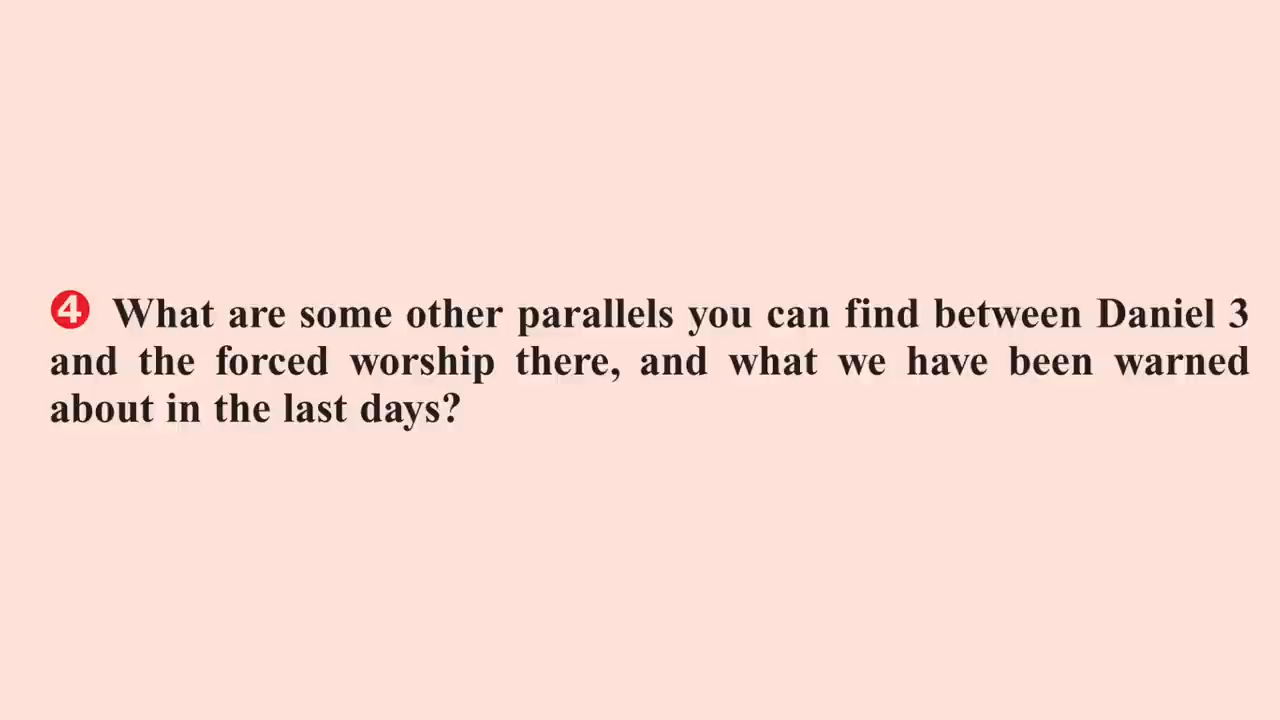 ❹ What are some other parallels you can find between Daniel 3
and the forced worship there, and what we have been warned
about in the last days?